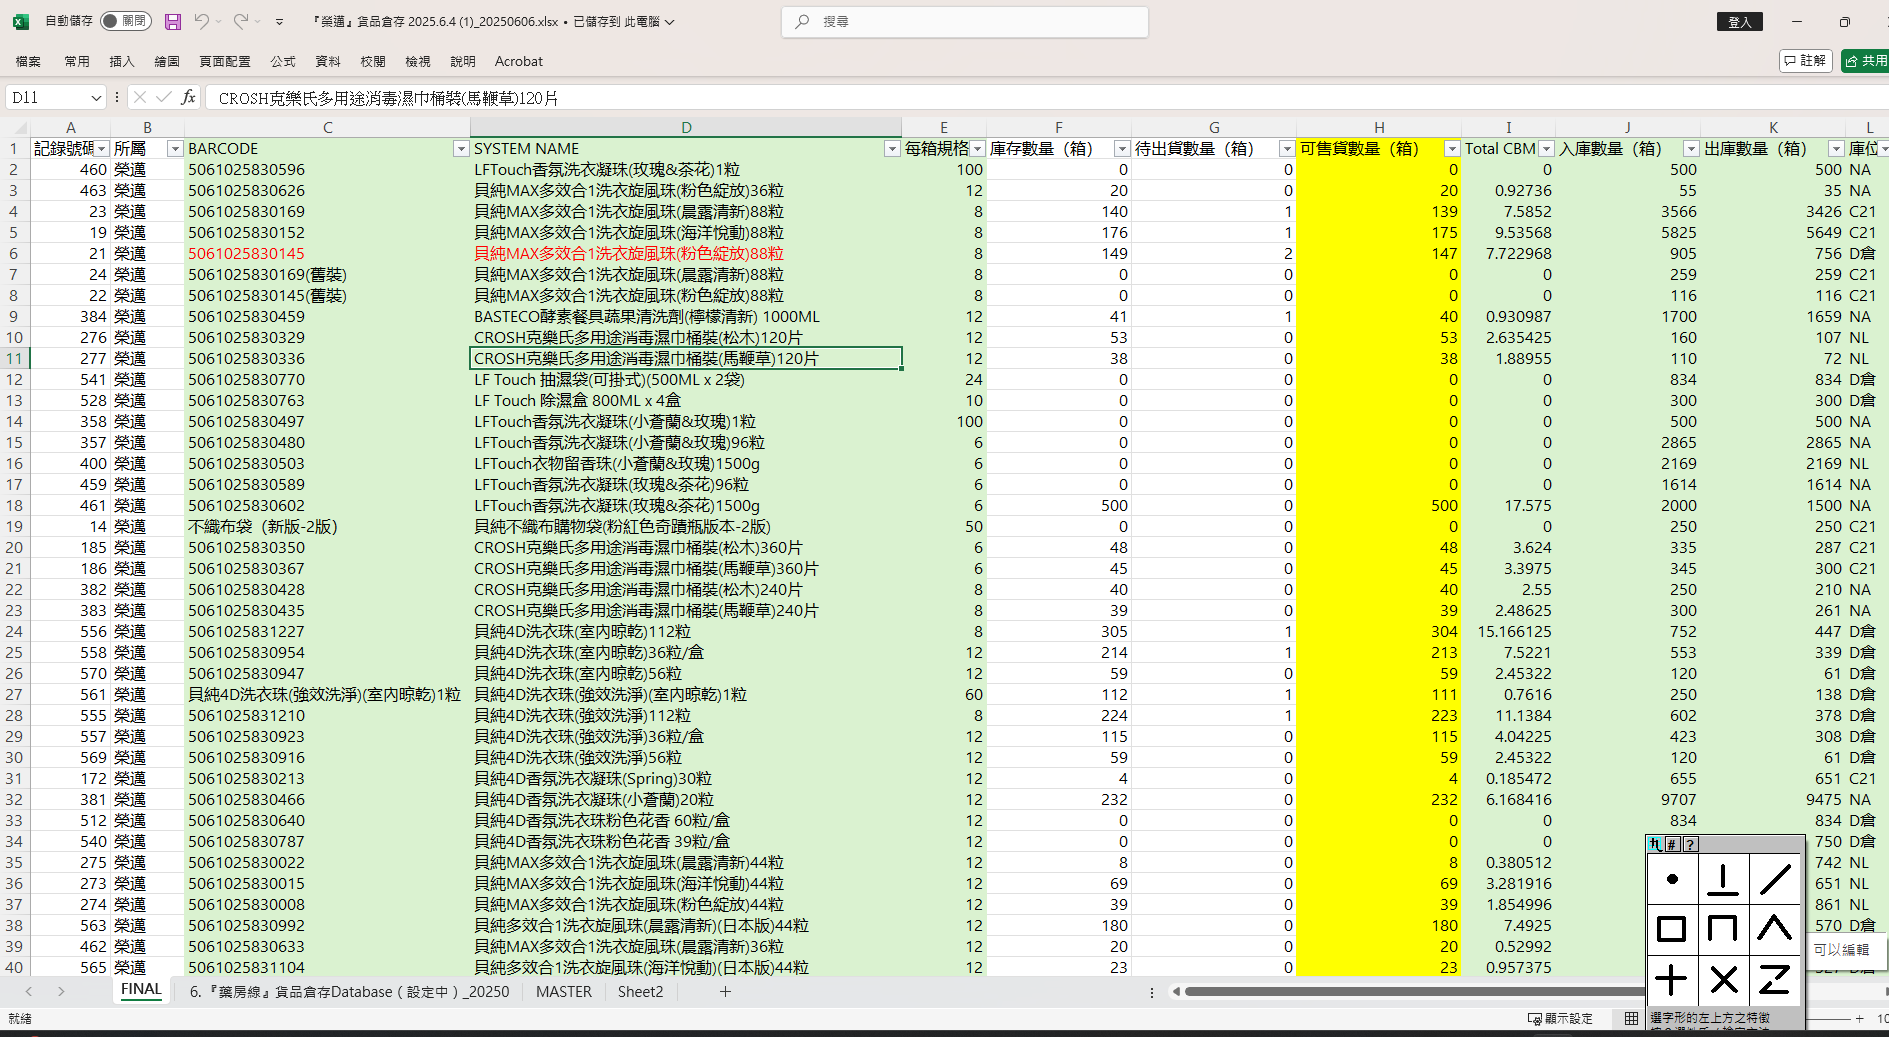 自動儲存 關閉 『榮邁』貨品倉存 2025.6.4 (1)_20250606.xlsx • 已儲存到 此電腦 搜尋 登入
檔案 常用 插入 繪圖 頁面配置 公式 資料 校閱 檢視 說明 Acrobat 註解 共用
D11 fx CROSH克樂氏多用途消毒濕巾桶裝(馬鞭草)120片
A B C D E F G H I J K L
1 記錄號碼 所屬 BARCODE SYSTEM NAME 每箱規格 庫存數量（箱） 待出貨數量（箱） 可售貨數量（箱） Total CBM 入庫數量（箱） 出庫數量（箱） 庫位
2 460 榮邁 5061025830596 LFTouch香氛洗衣凝珠(玫瑰&茶花)1粒 100 0 0 0 0 500 500 NA
3 463 榮邁 5061025830626 貝純MAX多效合1洗衣旋風珠(粉色綻放)36粒 12 20 0 20 0.92736 55 35 NA
4 23 榮邁 5061025830169 貝純MAX多效合1洗衣旋風珠(晨露清新)88粒 8 140 1 139 7.5852 3566 3426 C21
5 19 榮邁 5061025830152 貝純MAX多效合1洗衣旋風珠(海洋悅動)88粒 8 176 1 175 9.53568 5825 5649 C21
6 21 榮邁 5061025830145 貝純MAX多效合1洗衣旋風珠(粉色綻放)88粒 8 149 2 147 7.722968 905 756 D倉
7 24 榮邁 5061025830169(舊裝) 貝純MAX多效合1洗衣旋風珠(晨露清新)88粒 8 0 0 0 0 259 259 C21
8 22 榮邁 5061025830145(舊裝) 貝純MAX多效合1洗衣旋風珠(粉色綻放)88粒 8 0 0 0 0 116 116 C21
9 384 榮邁 5061025830459 BASTECO酵素餐具蔬果清洗劑(檸檬清新) 1000ML 12 41 1 40 0.930987 1700 1659 NA
10 276 榮邁 5061025830329 CROSH克樂氏多用途消毒濕巾桶裝(松木)120片 12 53 0 53 2.635425 160 107 NL
11 277 榮邁 5061025830336 CROSH克樂氏多用途消毒濕巾桶裝(馬鞭草)120片 12 38 0 38 1.88955 110 72 NL
12 541 榮邁 5061025830770 LF Touch 抽濕袋(可掛式)(500ML x 2袋) 24 0 0 0 0 834 834 D倉
13 528 榮邁 5061025830763 LF Touch 除濕盒 800ML x 4盒 10 0 0 0 0 300 300 D倉
14 358 榮邁 5061025830497 LFTouch香氛洗衣凝珠(小蒼蘭&玫瑰)1粒 100 0 0 0 0 500 500 NA
15 357 榮邁 5061025830480 LFTouch香氛洗衣凝珠(小蒼蘭&玫瑰)96粒 6 0 0 0 0 2865 2865 NA
16 400 榮邁 5061025830503 LFTouch衣物留香珠(小蒼蘭&玫瑰)1500g 6 0 0 0 0 2169 2169 NL
17 459 榮邁 5061025830589 LFTouch香氛洗衣凝珠(玫瑰&茶花)96粒 6 0 0 0 0 1614 1614 NA
18 461 榮邁 5061025830602 LFTouch香氛洗衣凝珠(玫瑰&茶花)1500g 6 500 0 500 17.575 2000 1500 NA
19 14 榮邁 不織布袋（新版-2版） 貝純不織布購物袋(粉紅色奇蹟瓶版本-2版) 50 0 0 0 0 250 250 C21
20 185 榮邁 5061025830350 CROSH克樂氏多用途消毒濕巾桶裝(松木)360片 6 48 0 48 3.624 335 287 C21
21 186 榮邁 5061025830367 CROSH克樂氏多用途消毒濕巾桶裝(馬鞭草)360片 6 45 0 45 3.3975 345 300 C21
22 382 榮邁 5061025830428 CROSH克樂氏多用途消毒濕巾桶裝(松木)240片 8 40 0 40 2.55 250 210 NA
23 383 榮邁 5061025830435 CROSH克樂氏多用途消毒濕巾桶裝(馬鞭草)240片 8 39 0 39 2.48625 300 261 NA
24 556 榮邁 5061025831227 貝純4D洗衣珠(室內晾乾)112粒 8 305 1 304 15.166125 752 447 D倉
25 558 榮邁 5061025830954 貝純4D洗衣珠(室內晾乾)36粒/盒 12 214 1 213 7.5221 553 339 D倉
26 570 榮邁 5061025830947 貝純4D洗衣珠(室內晾乾)56粒 12 59 0 59 2.45322 120 61 D倉
27 561 榮邁 貝純4D洗衣珠(強效洗淨)(室內晾乾)1粒 貝純4D洗衣珠(強效洗淨)(室內晾乾)1粒 60 112 1 111 0.7616 250 138 D倉
28 555 榮邁 5061025831210 貝純4D洗衣珠(強效洗淨)112粒 8 224 1 223 11.1384 602 378 D倉
29 557 榮邁 5061025830923 貝純4D洗衣珠(強效洗淨)36粒/盒 12 115 0 115 4.04225 423 308 D倉
30 569 榮邁 5061025830916 貝純4D洗衣珠(強效洗淨)56粒 12 59 0 59 2.45322 120 61 D倉
31 172 榮邁 5061025830213 貝純4D香氛洗衣凝珠(Spring)30粒 12 4 0 4 0.185472 655 651 C21
32 381 榮邁 5061025830466 貝純4D香氛洗衣凝珠(小蒼蘭)20粒 12 232 0 232 6.168416 9707 9475 NA
33 512 榮邁 5061025830640 貝純4D香氛洗衣珠粉色花香 60粒/盒 12 0 0 0 0 834 834 D倉
34 540 榮邁 5061025830787 貝純4D香氛洗衣珠粉色花香 39粒/盒 12 0 0 0 0 750 D倉
35 275 榮邁 5061025830022 貝純MAX多效合1洗衣旋風珠(晨露清新)44粒 12 8 0 8 0.380512 742 NL
36 273 榮邁 5061025830015 貝純MAX多效合1洗衣旋風珠(海洋悅動)44粒 12 69 0 69 3.281916 651 NL
37 274 榮邁 5061025830008 貝純MAX多效合1洗衣旋風珠(粉色綻放)44粒 12 39 0 39 1.854996 861 NL
38 563 榮邁 5061025830992 貝純多效合1洗衣旋風珠(晨露清新)(日本版)44粒 12 180 0 180 7.4925 570 D倉
39 462 榮邁 5061025830633 貝純MAX多效合1洗衣旋風珠(晨露清新)36粒 12 20 0 20 0.52992 可以編輯
40 565 榮邁 5061025831104 貝純多效合1洗衣旋風珠(海洋悅動)(日本版)44粒 12 23 0 23 0.957375
九 # ?
FINAL 6.『藥房線』貨品倉存Database ( 設定中 ) _20250 MASTER Sheet2
就緒 顯示設定 選字形的左上方之特徵 10